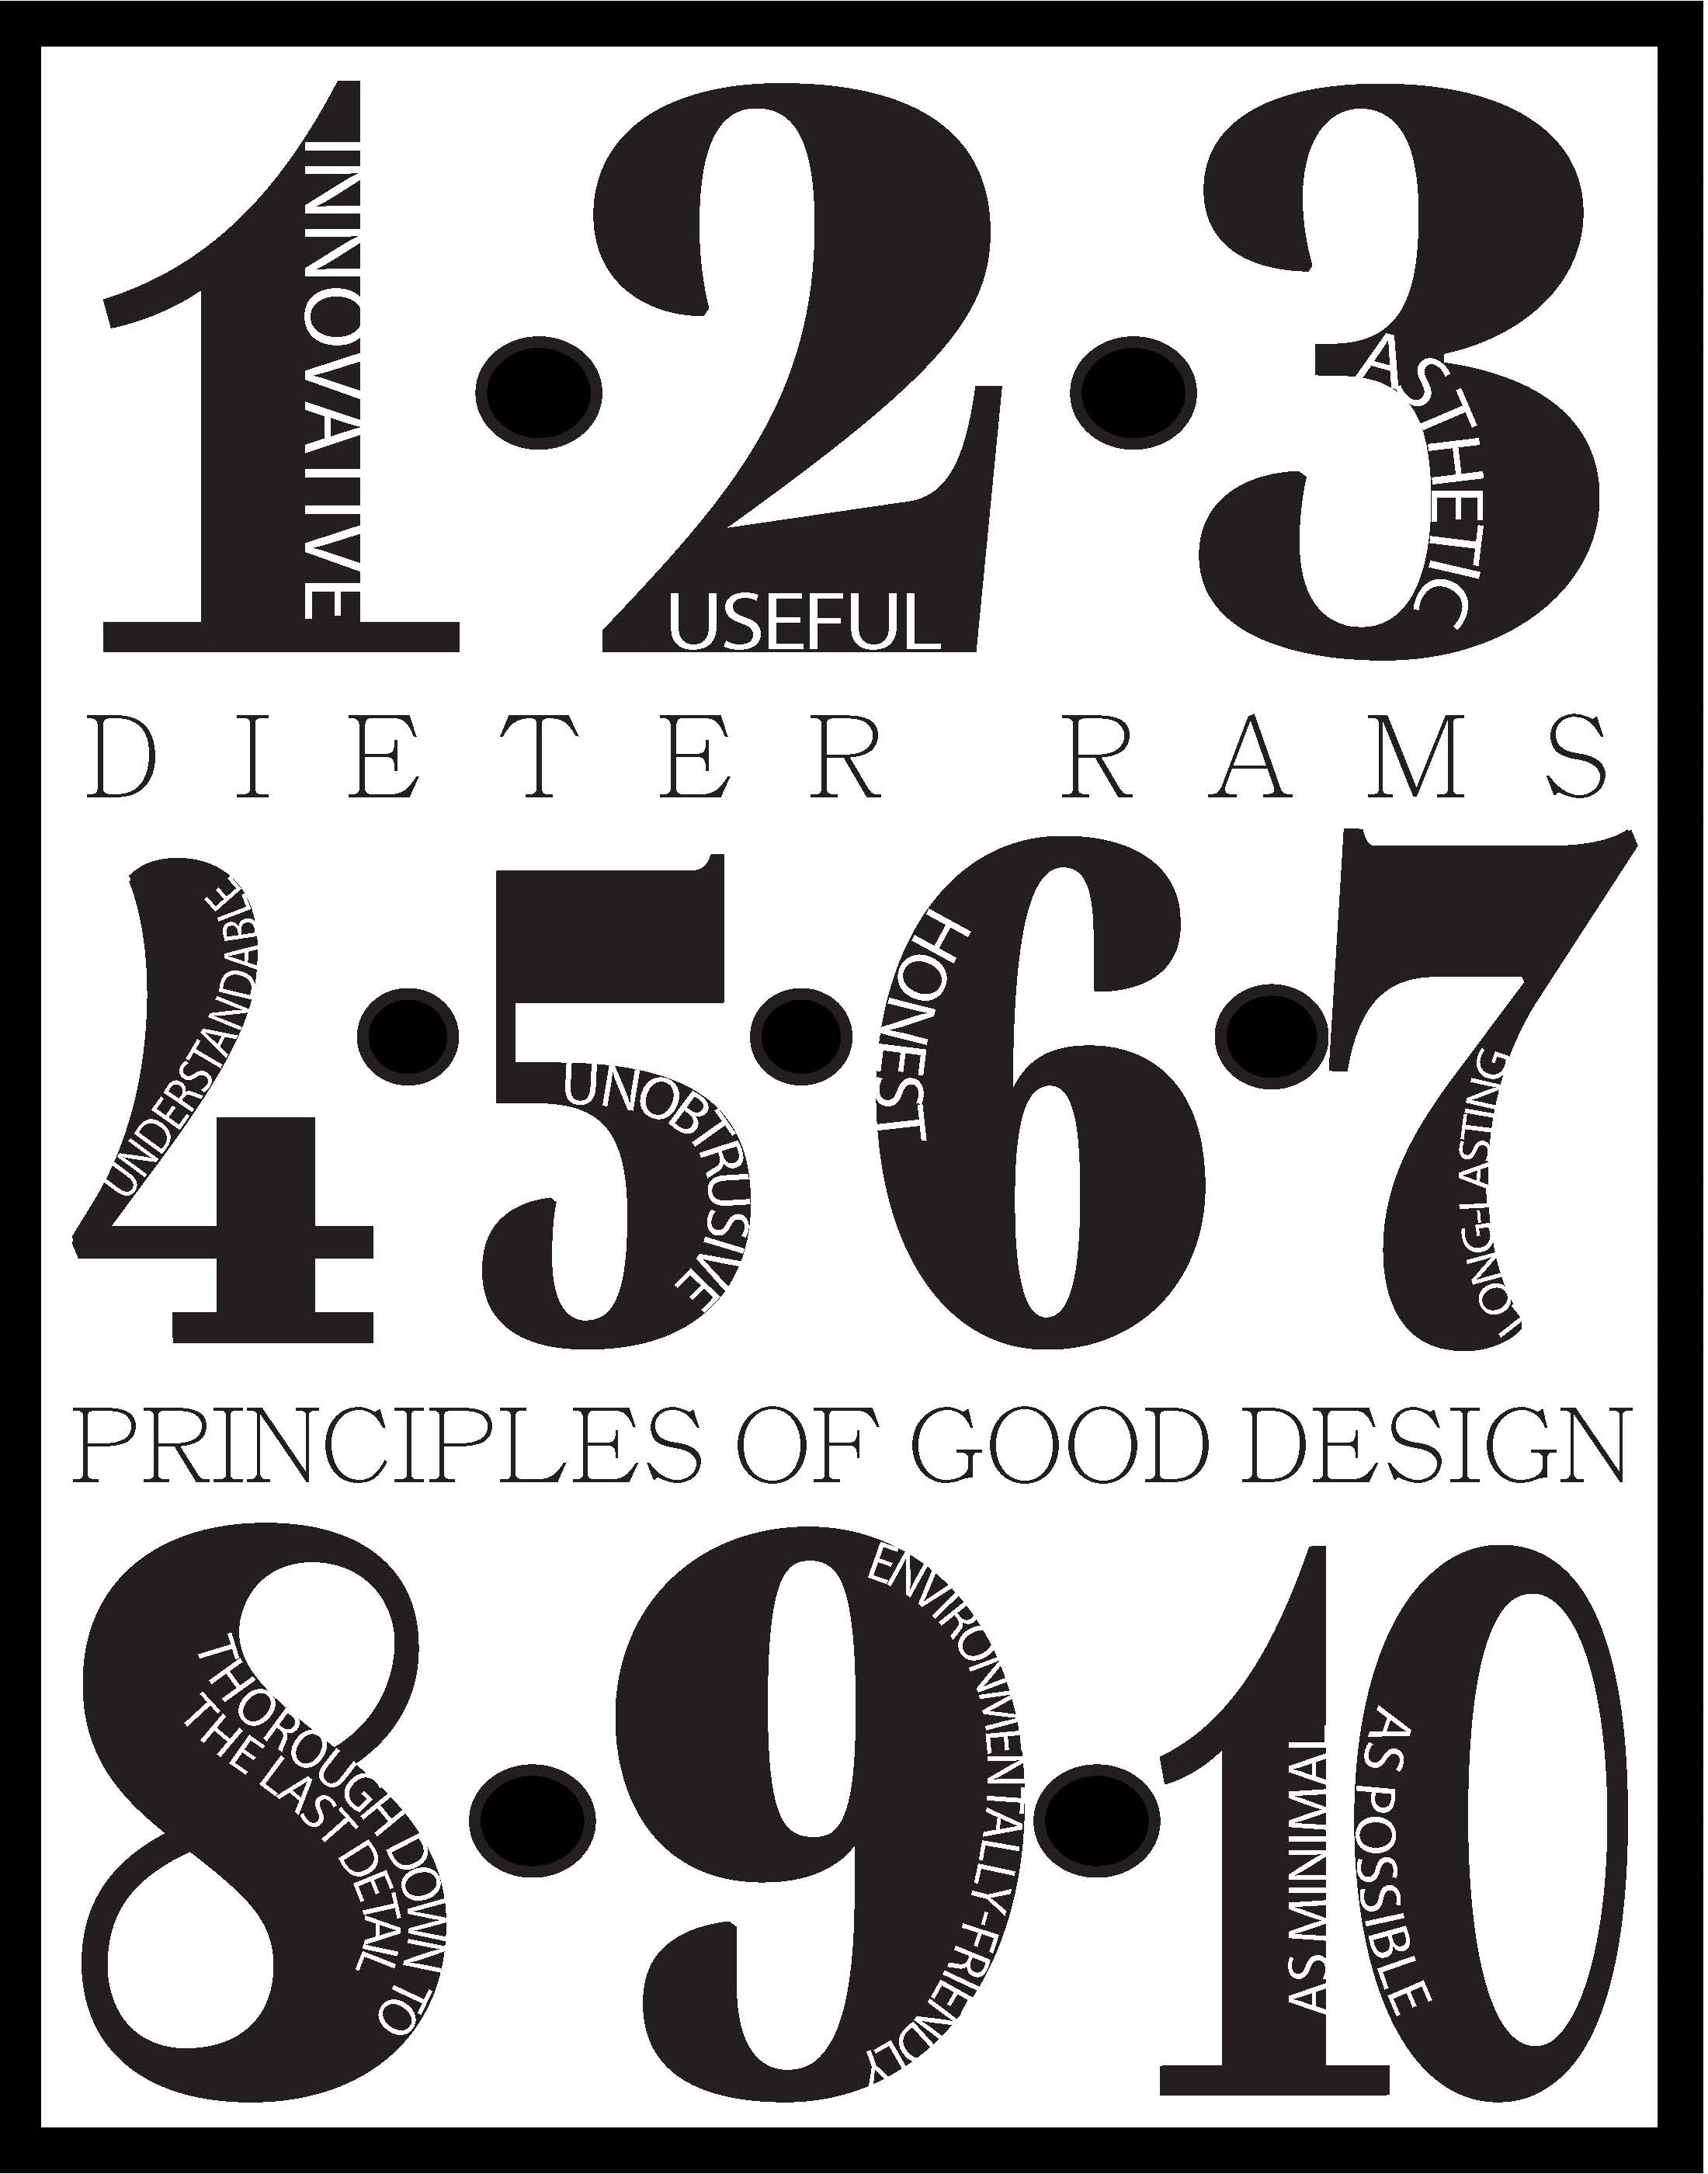 1 • 2 • 3
INNOVATIVE
USEFUL
ASTHETIC
DIETER RAMS
4 • 5 • 6 • 7
UNDERSTANDABLE
UNOBTRUSIVE
HONEST
LONG-LASTING
PRINCIPLES OF GOOD DESIGN
8 • 9 • 10
THOROUGH DOWN TO
THE LAST DETAIL
ENVIRONMENTALLY-FRIENDLY
AS MINIMAL
AS POSSIBLE